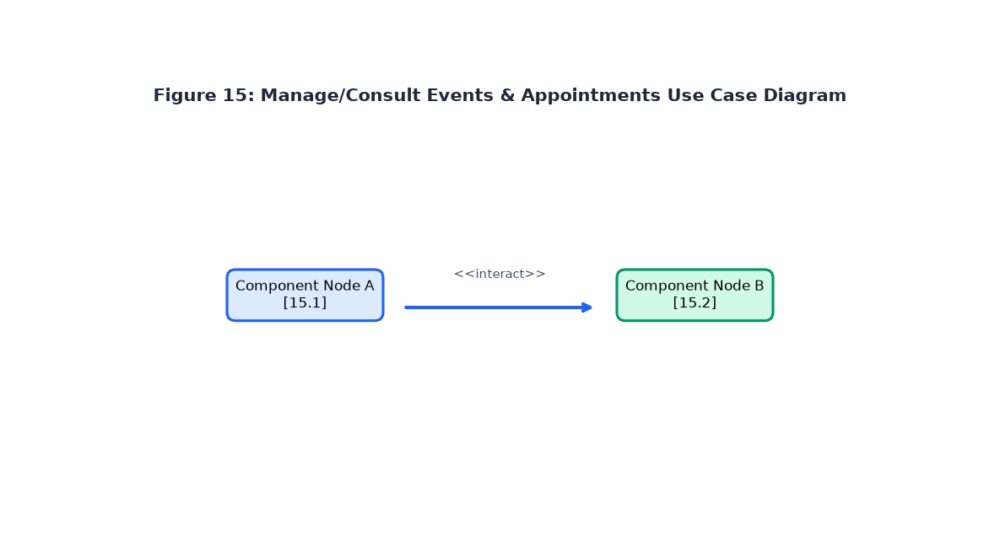 Figure 15: Manage/Consult Events & Appointments Use Case Diagram
Component Node A
[15.1]
<<interact>>
Component Node B
[15.2]